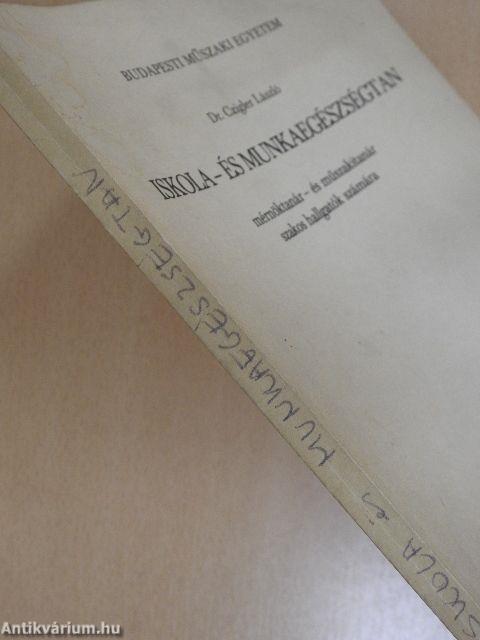 BUDAPESTI MŰSZAKI EGYETEM
Dr. Czigler László
ISKOLA- ÉS MUNKAEGÉSZSÉGTAN
mérnöktanár- és műszakitanár
szakos hallgatók számára
SKOLA és MUNKAEGÉSZSÉGTAN
Antikvárium.hu